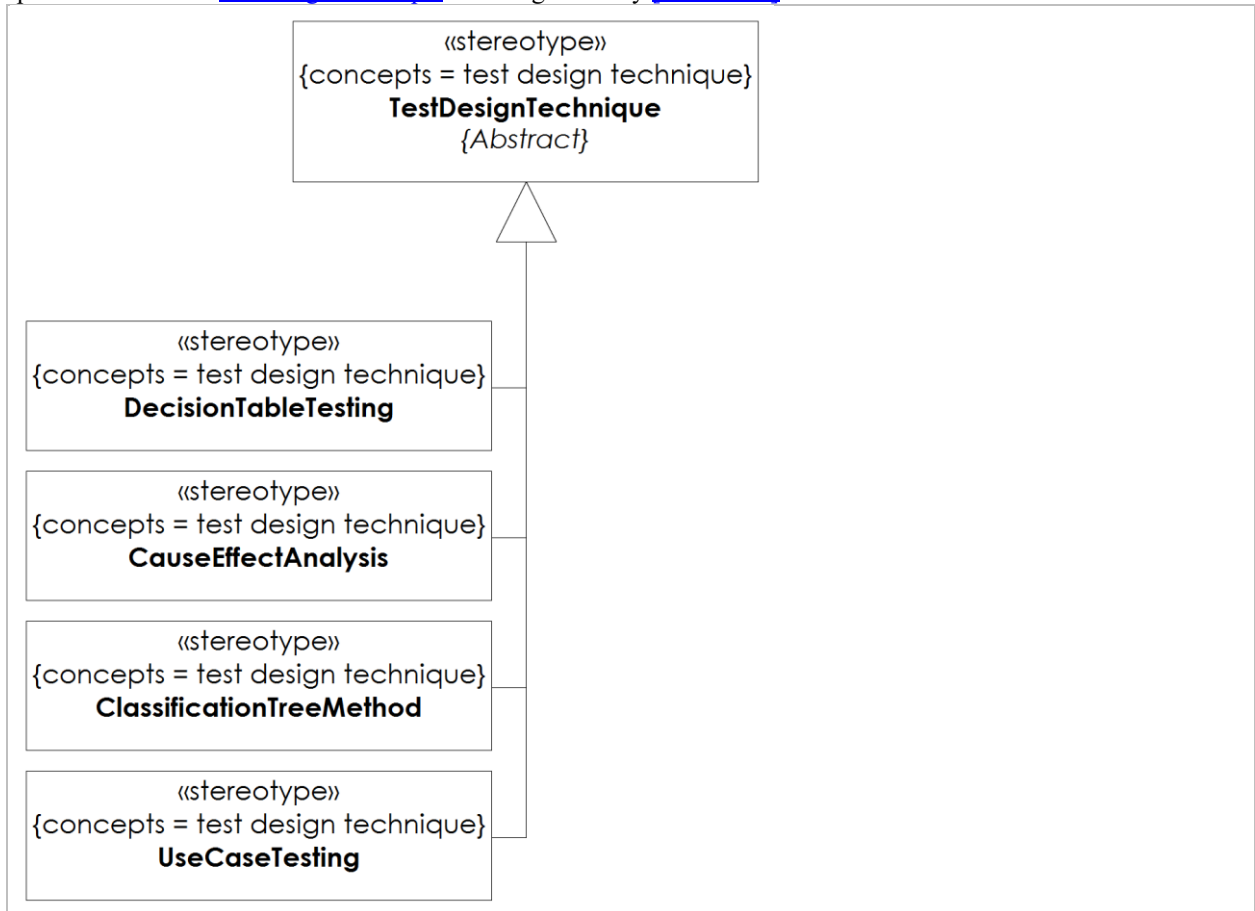 «stereotype»
{concepts = test design technique}
TestDesignTechnique
{Abstract}
«stereotype»
{concepts = test design technique}
DecisionTableTesting
«stereotype»
{concepts = test design technique}
CauseEffectAnalysis
«stereotype»
{concepts = test design technique}
ClassificationTreeMethod
«stereotype»
{concepts = test design technique}
UseCaseTesting